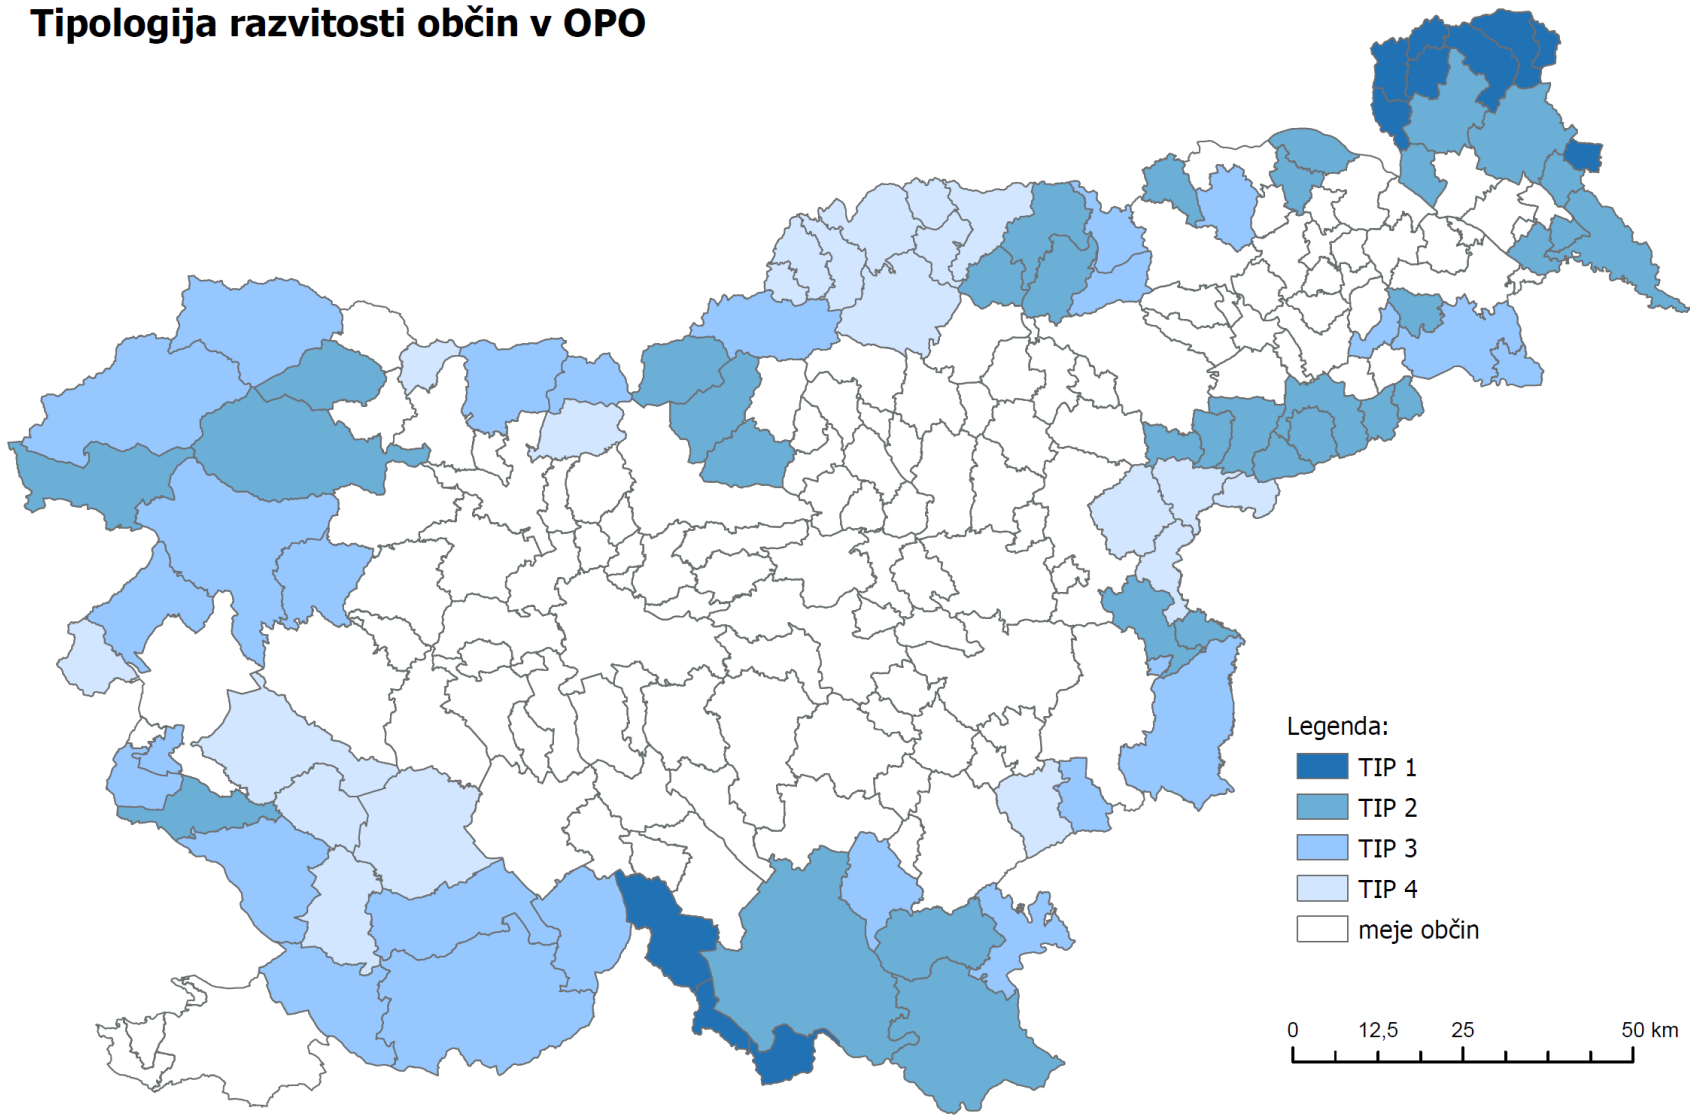 Tipologija razvitosti občin v OPO
Legenda:
TIP 1
TIP 2
TIP 3
TIP 4
meje občin
0 12,5 25 50 km